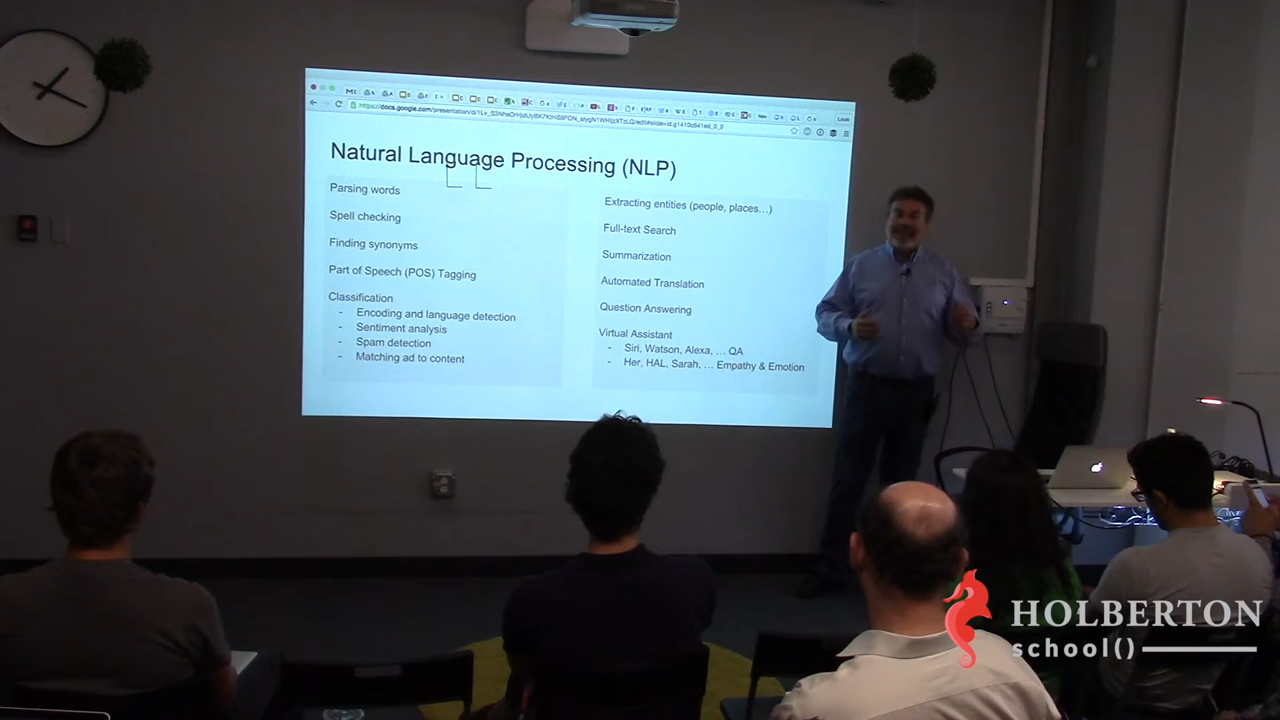 Natural Language Processing (NLP)
Parsing words
Spell checking
Finding synonyms
Part of Speech (POS) Tagging
Classification
- Encoding and language detection
- Sentiment analysis
- Spam detection
- Matching ad to content
Extracting entities (people, places…)
Full-text Search
Summarization
Automated Translation
Question Answering
Virtual Assistant
- Siri, Watson, Alexa, … QA
- Her, HAL, Sarah, … Empathy & Emotion
HOLBERTON
school()